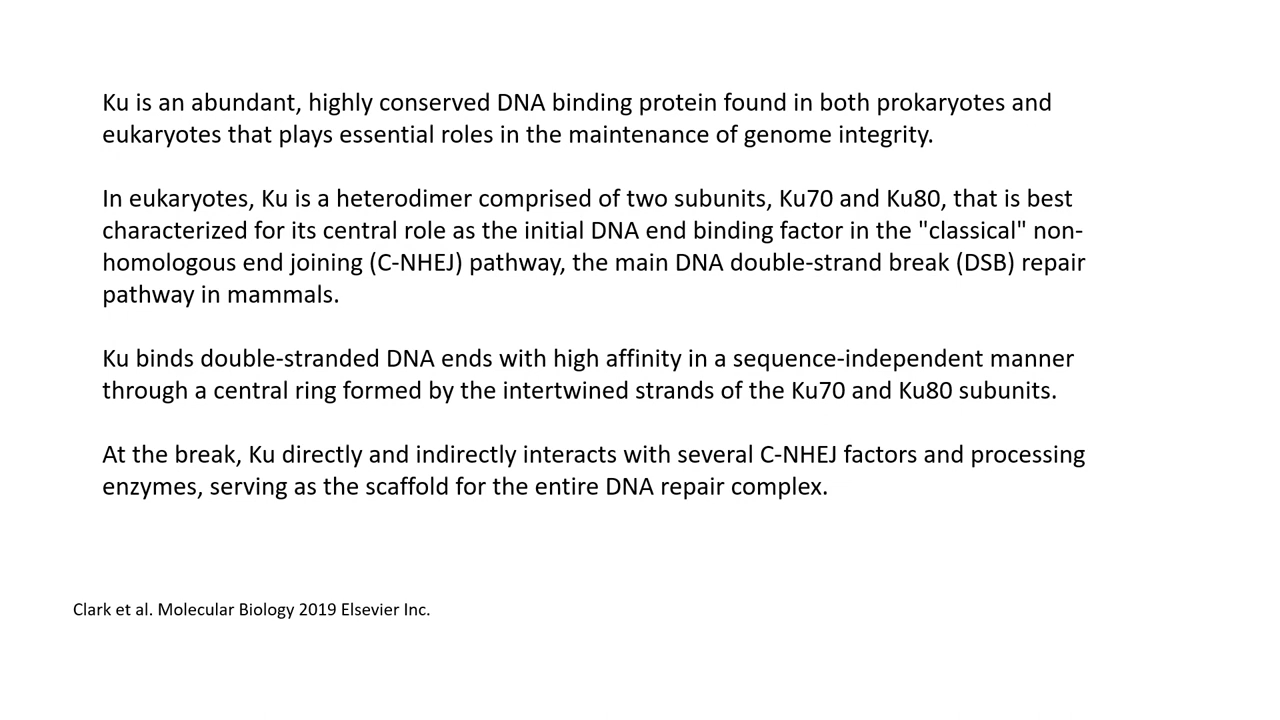 Ku is an abundant, highly conserved DNA binding protein found in both prokaryotes and
eukaryotes that plays essential roles in the maintenance of genome integrity.
In eukaryotes, Ku is a heterodimer comprised of two subunits, Ku70 and Ku80, that is best
characterized for its central role as the initial DNA end binding factor in the "classical" non-
homologous end joining (C-NHEJ) pathway, the main DNA double-strand break (DSB) repair
pathway in mammals.
Ku binds double-stranded DNA ends with high affinity in a sequence-independent manner
through a central ring formed by the intertwined strands of the Ku70 and Ku80 subunits.
At the break, Ku directly and indirectly interacts with several C-NHEJ factors and processing
enzymes, serving as the scaffold for the entire DNA repair complex.
Clark et al. Molecular Biology 2019 Elsevier Inc.